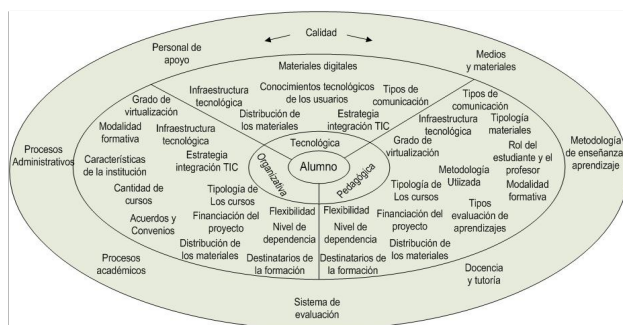 Calidad
Personal de
apoyo
Medios
y materiales
Materiales digitales
Infraestructura
tecnológica
Conocimientos tecnológicos
de los usuarios
Tipos de
comunicación
Distribución de
los materiales
Estrategia
integración TIC
Tecnológica
Alumno
Organizativa
Pedagógica
Grado de
virtualización
Modalidad
formativa
Infraestructura
tecnológica
Características
de la institución
Estrategia
integración TIC
Cantidad de
cursos
Tipología de
Los cursos
Acuerdos y
Convenios
Financiación del
proyecto
Distribución de
los materiales
Flexibilidad
Nivel de
dependencia
Destinatarios de
la formación
Flexibilidad
Nivel de
dependencia
Destinatarios de
la formación
Tipos de
comunicación
Infraestructura
tecnológica
Tipología
materiales
Grado de
virtualización
Rol del
estudiante y el
profesor
Metodología
Utiizada
Modalidad
formativa
Tipología de
Los cursos
Tipos
evaluación de
aprendizajes
Financiación del
proyecto
Distribución de
los materiales
Procesos
Administrativos
Metodología
de enseñanza
aprendizaje
Procesos
académicos
Docencia
y tutoría
Sistema de
evaluación